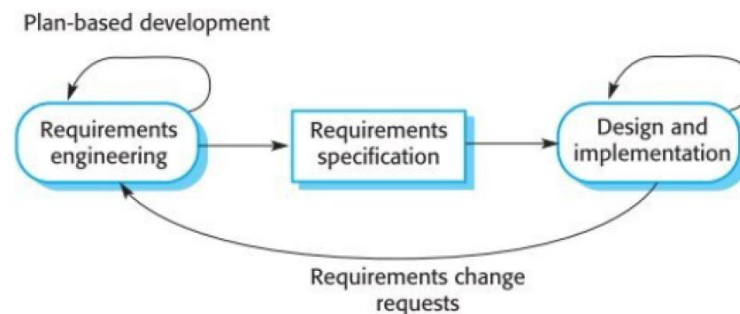 Plan-based development
Requirements
engineering
Requirements
specification
Design and
implementation
Requirements change
requests